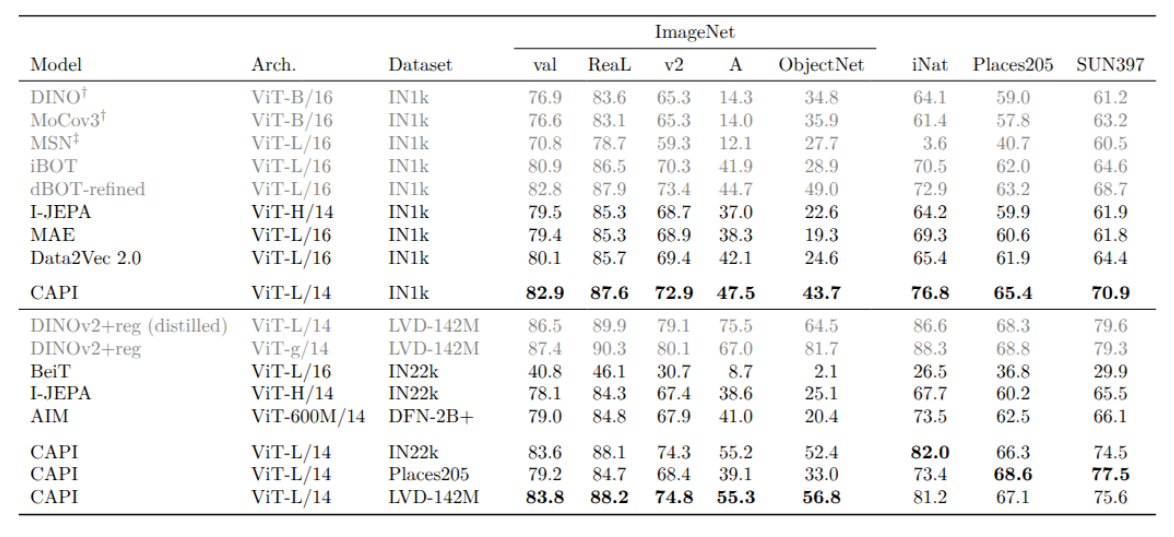 ImageNet
Model Arch. Dataset val ReaL v2 A ObjectNet iNat Places205 SUN397
DINO† ViT-B/16 IN1k 76.9 83.6 65.3 14.3 34.8 64.1 59.0 61.2
MoCov3† ViT-B/16 IN1k 76.6 83.1 65.3 14.0 35.9 61.4 57.8 63.2
MSN‡ ViT-L/16 IN1k 70.8 78.7 59.3 12.1 27.7 3.6 40.7 60.5
iBOT ViT-L/16 IN1k 80.9 86.5 70.3 41.9 28.9 70.5 62.0 64.6
dBOT-refined ViT-L/16 IN1k 82.8 87.9 73.4 44.7 49.0 72.9 63.2 68.7
I-JEPA ViT-H/14 IN1k 79.5 85.3 68.7 37.0 22.6 64.2 59.9 61.9
MAE ViT-L/16 IN1k 79.4 85.3 68.9 38.3 19.3 69.3 60.6 61.8
Data2Vec 2.0 ViT-L/16 IN1k 80.1 85.7 69.4 42.1 24.6 65.4 61.9 64.4
CAPI ViT-L/14 IN1k 82.9 87.6 72.9 47.5 43.7 76.8 65.4 70.9
DINOv2+reg (distilled) ViT-L/14 LVD-142M 86.5 89.9 79.1 75.5 64.5 86.6 68.3 79.6
DINOv2+reg ViT-g/14 LVD-142M 87.4 90.3 80.1 67.0 81.7 88.3 68.8 79.3
BeiT ViT-L/16 IN22k 40.8 46.1 30.7 8.7 2.1 26.5 36.8 29.9
I-JEPA ViT-H/14 IN22k 78.1 84.3 67.4 38.6 25.1 67.7 60.2 65.5
AIM ViT-600M/14 DFN-2B+ 79.0 84.8 67.9 41.0 20.4 73.5 62.5 66.1
CAPI ViT-L/14 IN22k 83.6 88.1 74.3 55.2 52.4 82.0 66.3 74.5
CAPI ViT-L/14 Places205 79.2 84.7 68.4 39.1 33.0 73.4 68.6 77.5
CAPI ViT-L/14 LVD-142M 83.8 88.2 74.8 55.3 56.8 81.2 67.1 75.6